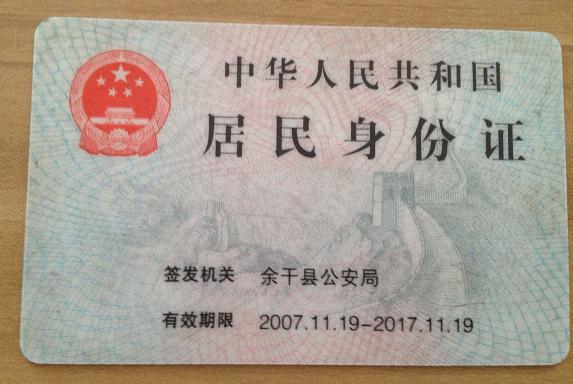 中华人民共和国
居民身份证
签发机关 余干县公安局
有效期限 2007.11.19-2017.11.19